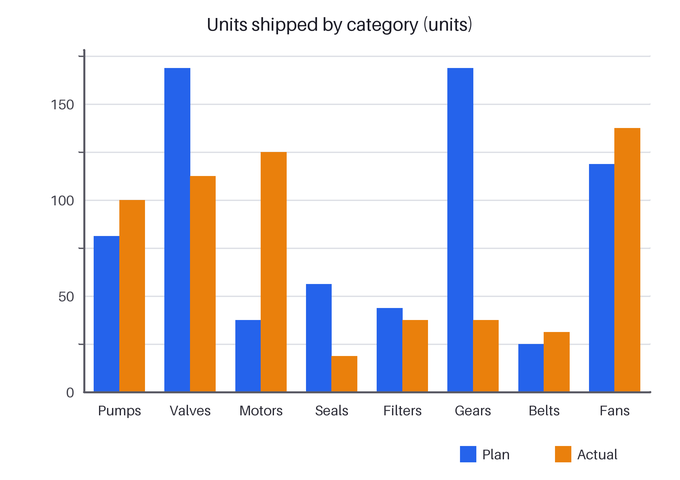 Units shipped by category (units)
150
100
50
0
Pumps Valves Motors Seals Filters Gears Belts Fans
Plan Actual